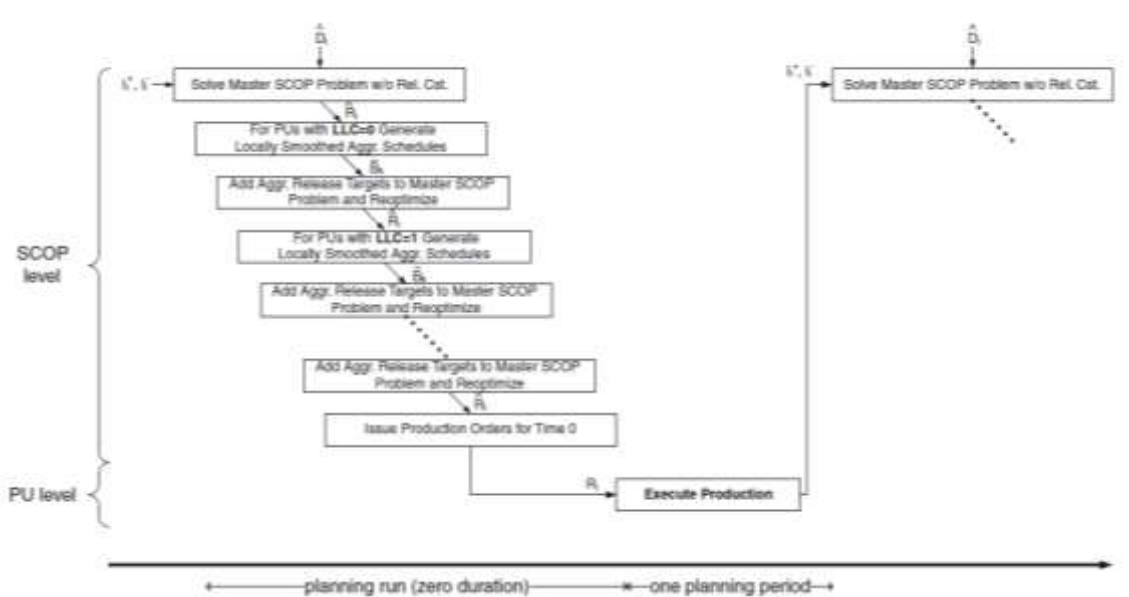 D̂ᵢ
D̂ᵢ
Solve Master SCOP Problem w/o Rel. Cst.
Solve Master SCOP Problem w/o Rel. Cst.
For PUs with LLC=0 Generate
Locally Smoothed Aggr. Schedules
Add Aggr. Release Targets to Master SCOP
Problem and Reoptimize
For PUs with LLC=1 Generate
Locally Smoothed Aggr. Schedules
SCOP
level
Add Aggr. Release Targets to Master SCOP
Problem and Reoptimize
Add Aggr. Release Targets to Master SCOP
Problem and Reoptimize
Issue Production Orders for Time 0
PU level
Rᵢ
Execute Production
planning run (zero duration)
one planning period